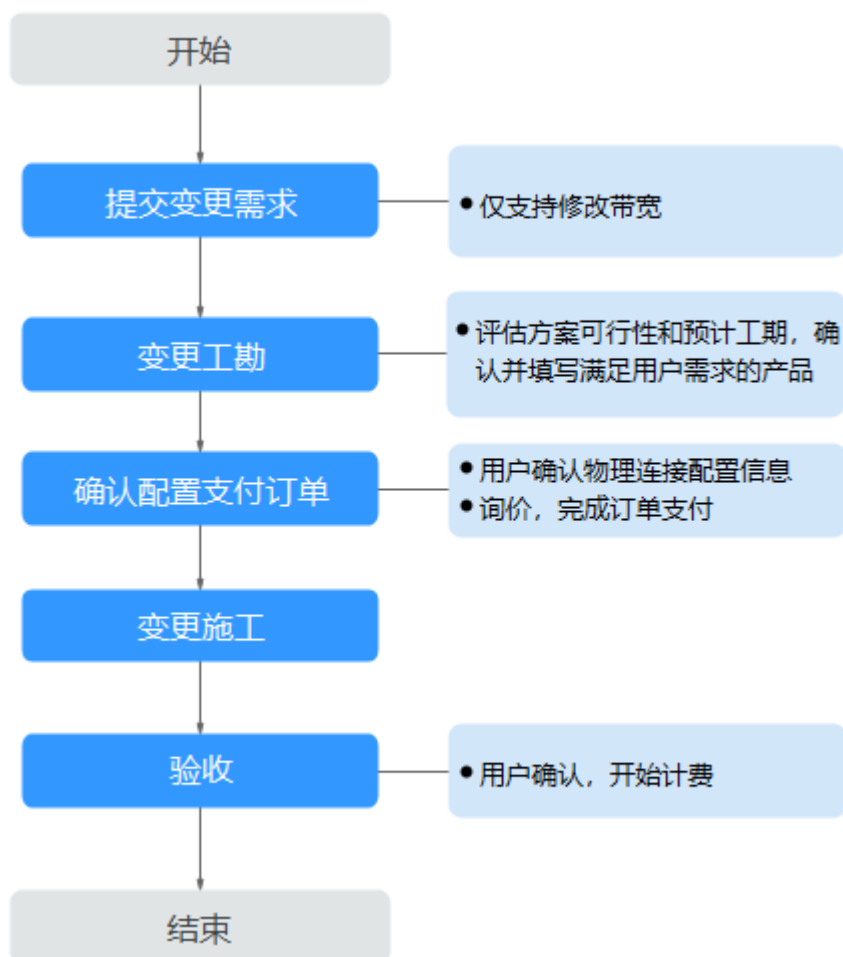 开始
提交变更需求
●仅支持修改带宽
变更工勘
●评估方案可行性和预计工期，确
认并填写满足用户需求的产品
确认配置支付订单
●用户确认物理连接配置信息
●询价，完成订单支付
变更施工
验收
●用户确认，开始计费
结束